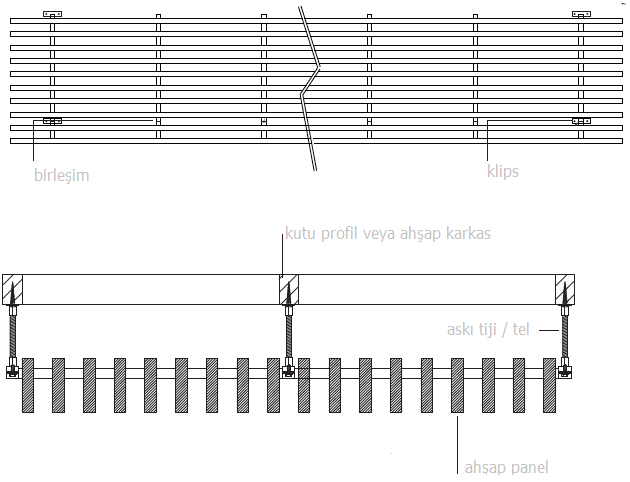 birleşim
klips
kutu profil veya ahşap karkas
askı tiji / tel
ahşap panel